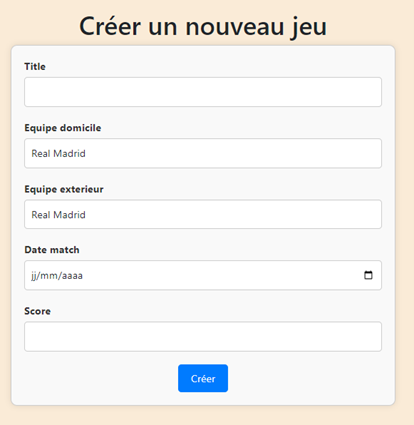 Créer un nouveau jeu
Title
Equipe domicile
Real Madrid
Equipe exterieur
Real Madrid
Date match
jj/mm/aaaa
Score
Créer